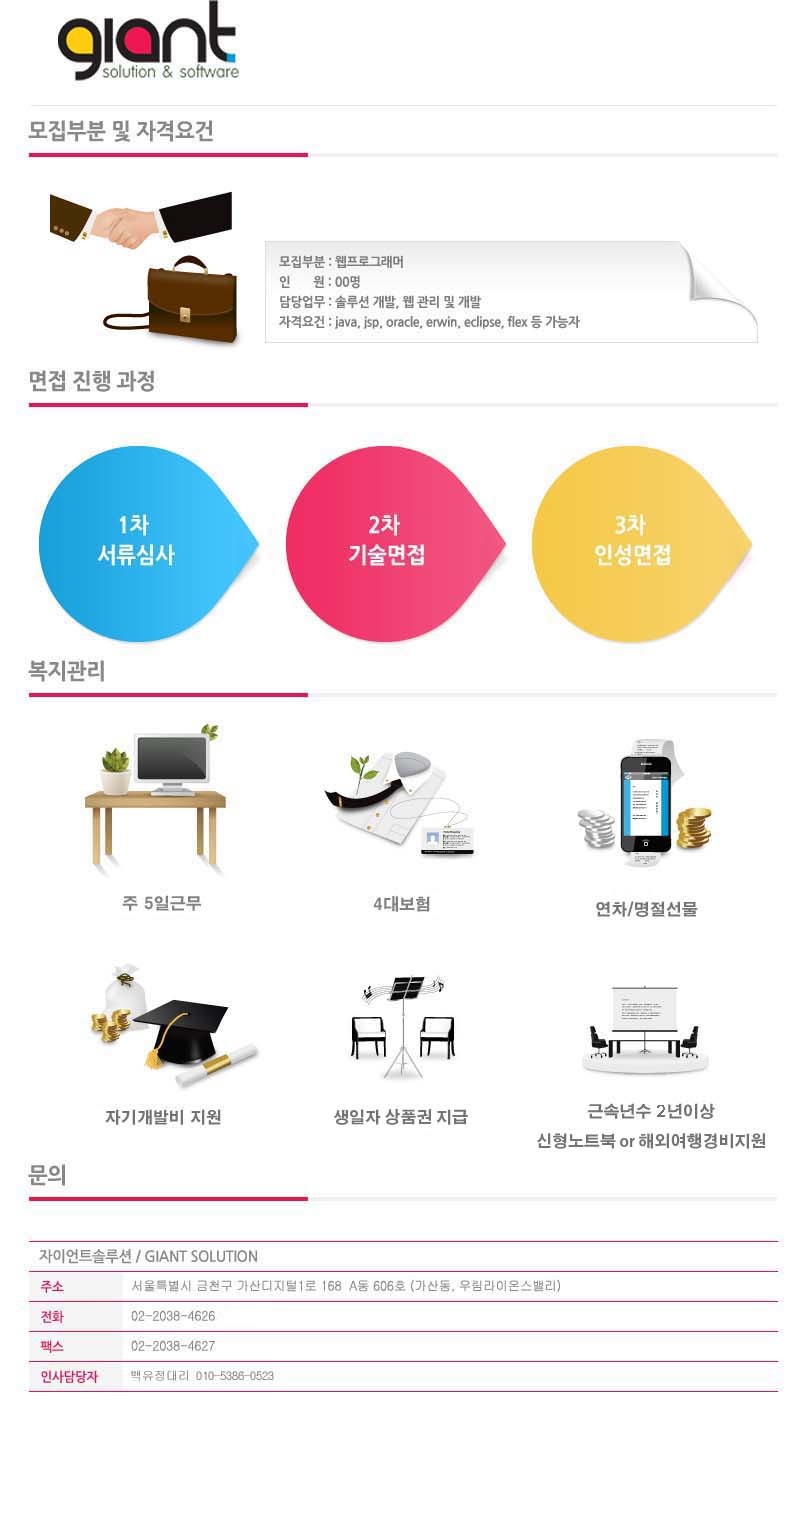 giant
solution & software
모집부분 및 자격요건
모집부분 : 웹프로그래머
인 원 : 00명
담당업무 : 솔루션 개발, 웹 관리 및 개발
자격요건 : java, jsp, oracle, erwin, eclipse, flex 등 가능자
면접 진행 과정
1차
서류심사
2차
기술면접
3차
인성면접
복지관리
주 5일근무
4대보험
연차/명절선물
자기개발비 지원
생일자 상품권 지급
근속년수 2년이상
신형노트북 or 해외여행경비지원
문의
자이언트솔루션 / GIANT SOLUTION
주소 서울특별시 금천구 가산디지털1로 168 A동 606호 (가산동, 우림라이온스밸리)
전화 02-2038-4626
팩스 02-2038-4627
인사담당자 백유정대리 010-5386-0523